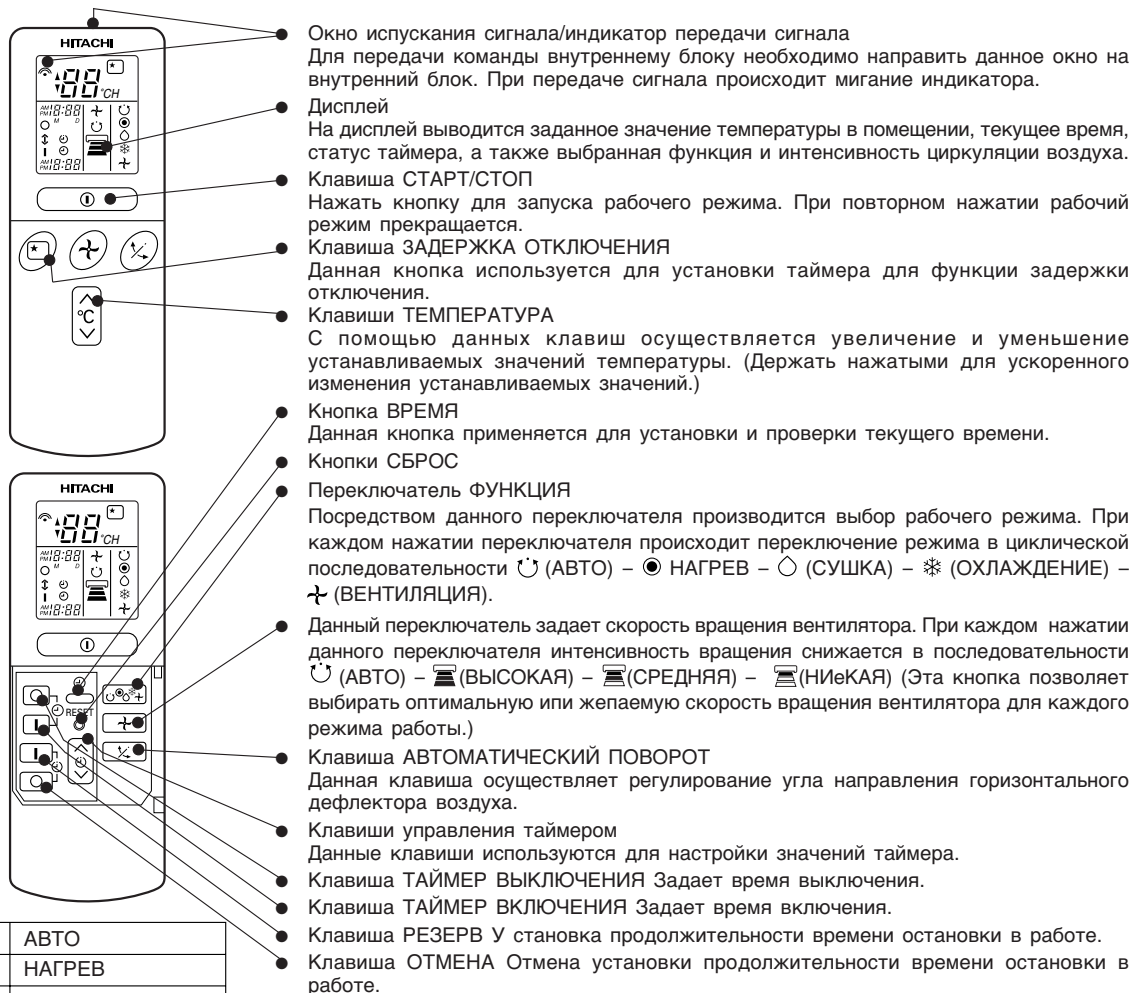 HITACHI
°CH
AM
PM
M D
AM
PM
°C
Окно испускания сигнала/индикатор передачи сигнала
Для передачи команды внутреннему блоку необходимо направить данное окно на
внутренний блок. При передаче сигнала происходит мигание индикатора.
Дисплей
На дисплей выводится заданное значение температуры в помещении, текущее время,
статус таймера, а также выбранная функция и интенсивность циркуляции воздуха.
Клавиша СТАРТ/СТОП
Нажать кнопку для запуска рабочего режима. При повторном нажатии рабочий
режим прекращается.
Клавиша ЗАДЕРЖКА ОТКЛЮЧЕНИЯ
Данная кнопка используется для установки таймера для функции задержки
отключения.
Клавиши ТЕМПЕРАТУРА
С помощью данных клавиш осуществляется увеличение и уменьшение
устанавливаемых значений температуры. (Держать нажатыми для ускоренного
изменения устанавливаемых значений.)
Кнопка ВРЕМЯ
Данная кнопка применяется для установки и проверки текущего времени.
Кнопки СБРОС
Переключатель ФУНКЦИЯ
Посредством данного переключателя производится выбор рабочего режима. При
каждом нажатии переключателя происходит переключение режима в циклической
последовательности (АВТО) – НАГРЕВ – (СУШКА) – (ОХЛАЖДЕНИЕ) –
(ВЕНТИЛЯЦИЯ).
Данный переключатель задает скорость вращения вентилятора. При каждом нажатии
данного переключателя интенсивность вращения снижается в последовательности
(АВТО) – (ВЫСОКАЯ) – (СРЕДНЯЯ) – (НИеКАЯ) (Эта кнопка позволяет
выбирать оптимальную ипи жепаемую скорость вращения вентилятора для каждого
режима работы.)
Клавиша АВТОМАТИЧЕСКИЙ ПОВОРОТ
Данная клавиша осуществляет регулирование угла направления горизонтального
дефлектора воздуха.
Клавиши управления таймером
Данные клавиши используются для настройки значений таймера.
Клавиша ТАЙМЕР ВЫКЛЮЧЕНИЯ Задает время выключения.
Клавиша ТАЙМЕР ВКЛЮЧЕНИЯ Задает время включения.
Клавиша РЕЗЕРВ У становка продолжительности времени остановки в работе.
Клавиша ОТМЕНА Отмена установки продолжительности времени остановки в
работе.
HITACHI
°CH
AM
PM
M D
AM
PM
RESET
АВТО
НАГРЕВ